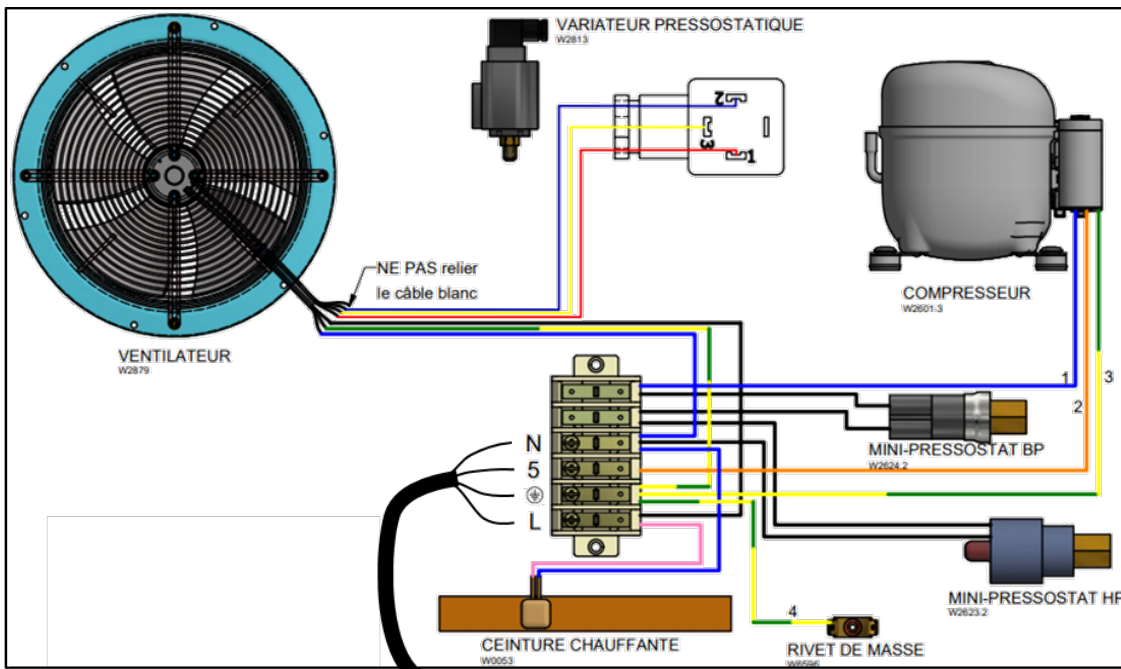 VARIATEUR PRESSOSTATIQUE
W2813
2
3
1
NE PAS relier
le câble blanc
COMPRESSEUR
W2601.3
VENTILATEUR
W2879
1
2
3
MINI-PRESSOSTAT BP
W2624.2
N
5
L
MINI-PRESSOSTAT HP
W2623.2
CEINTURE CHAUFFANTE
W0053
4
RIVET DE MASSE
W6596